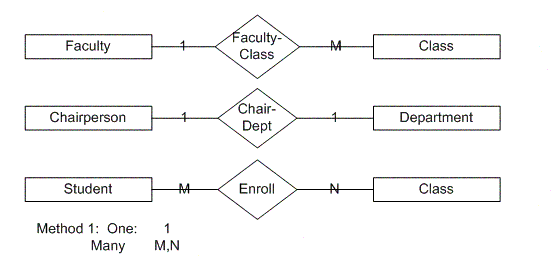 Faculty 1 Faculty-
Class M Class
Chairperson 1 Chair-
Dept 1 Department
Student M Enroll N Class
Method 1: One: 1
Many M,N